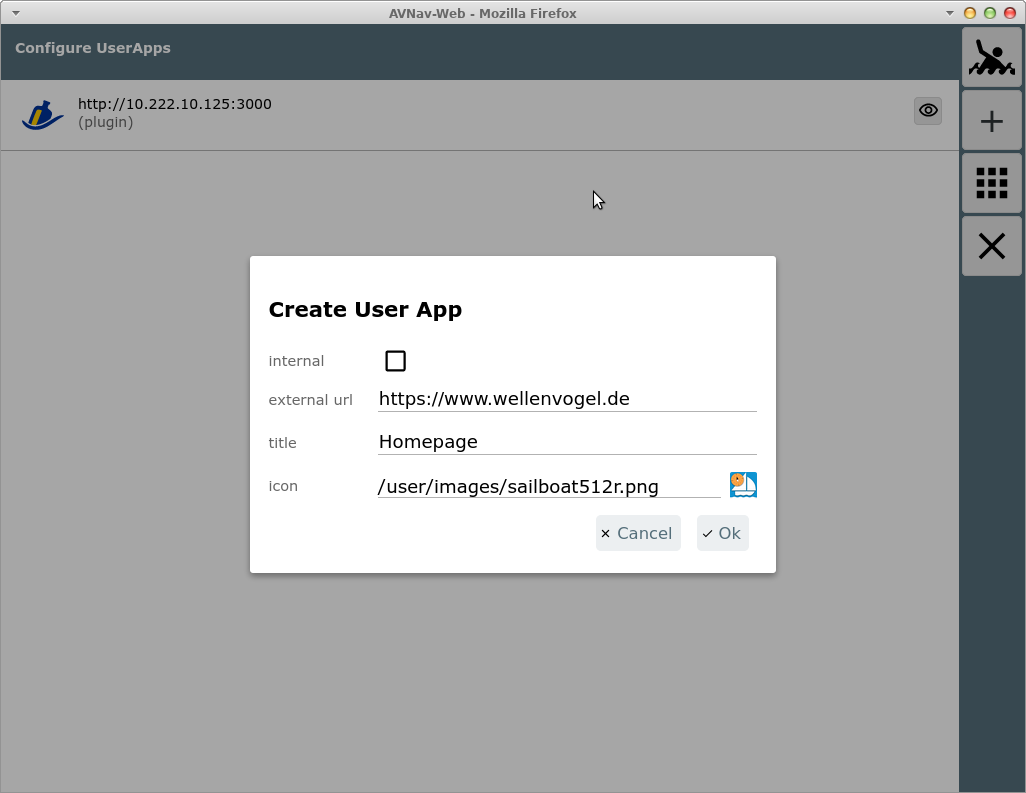 AVNav-Web - Mozilla Firefox
Configure UserApps
http://10.222.10.125:3000
(plugin)
Create User App
internal
external url https://www.wellenvogel.de
title Homepage
icon /user/images/sailboat512r.png
Cancel Ok